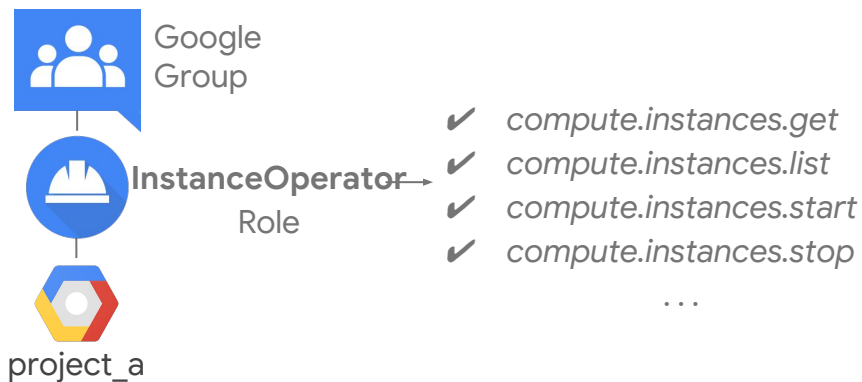 Google
Group
InstanceOperator
Role
✔ compute.instances.get
✔ compute.instances.list
✔ compute.instances.start
✔ compute.instances.stop
...
project_a